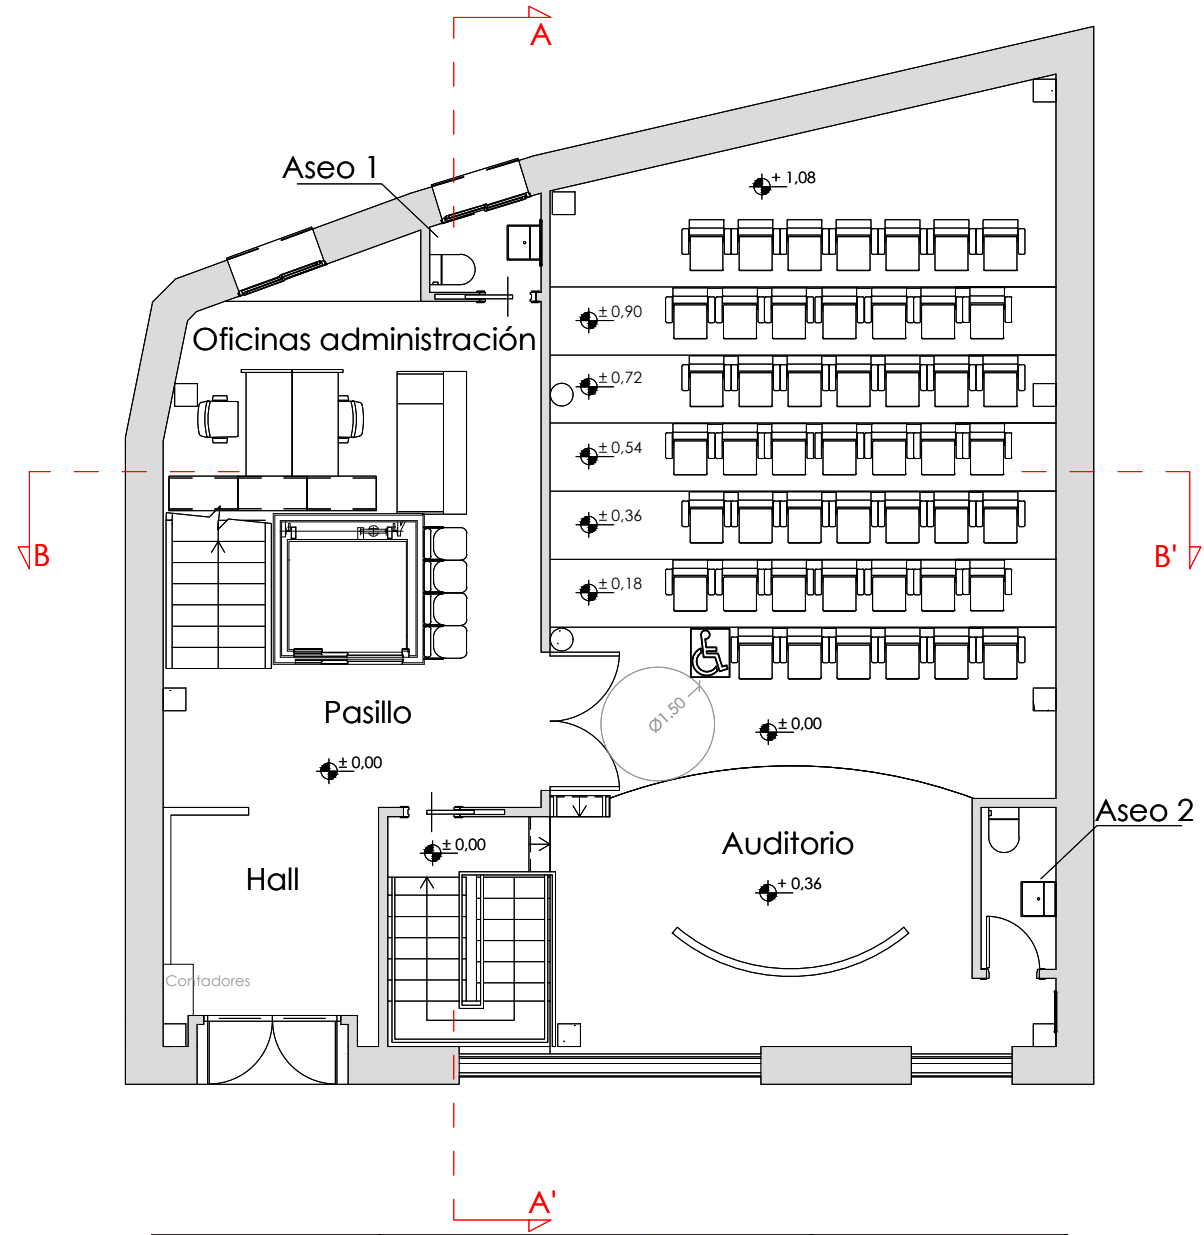 A
Aseo 1
+ 1,08
± 0,90
Oficinas administración
± 0,72
± 0,54
B
B'
± 0,36
± 0,18
Pasillo
Ø1.50
± 0,00
± 0,00
Aseo 2
± 0,00
Auditorio
Hall
+ 0,36
Contadores
A'